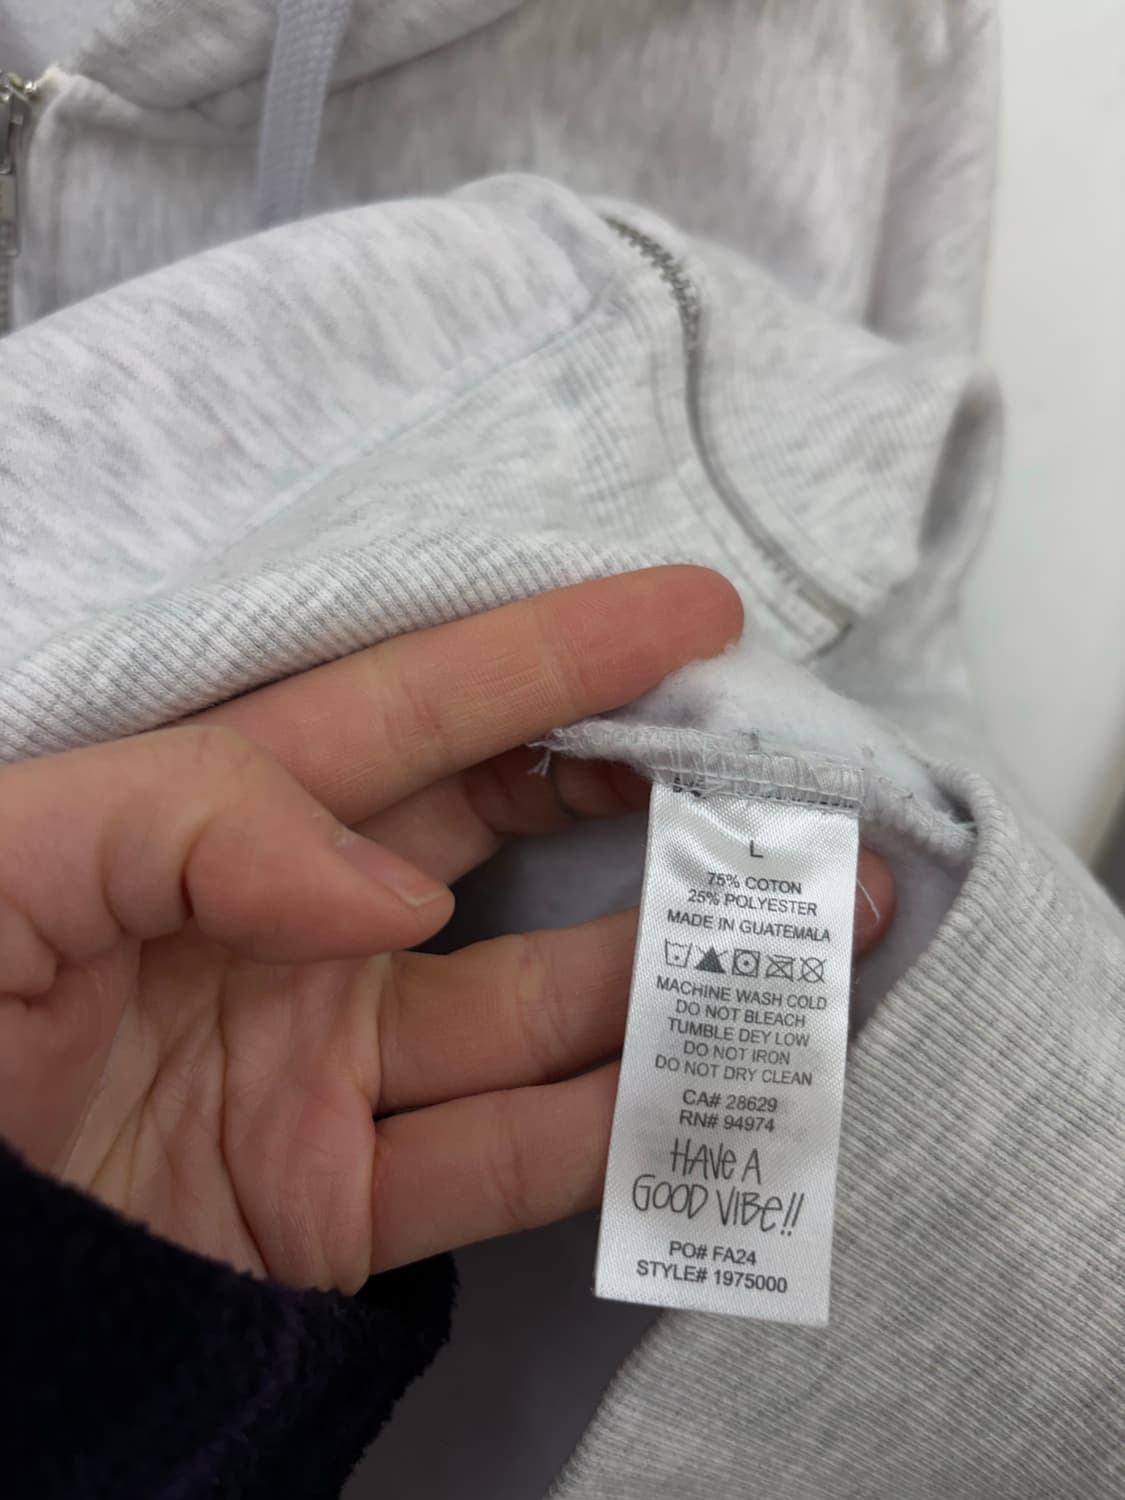 L
75% COTON
25% POLYESTER
MADE IN GUATEMALA
MACHINE WASH COLD
DO NOT BLEACH
TUMBLE DEY LOW
DO NOT IRON
DO NOT DRY CLEAN
CA# 28629
RN# 94974
HAVE A
GOOD VIBE!!
PO# FA24
STYLE# 1975000